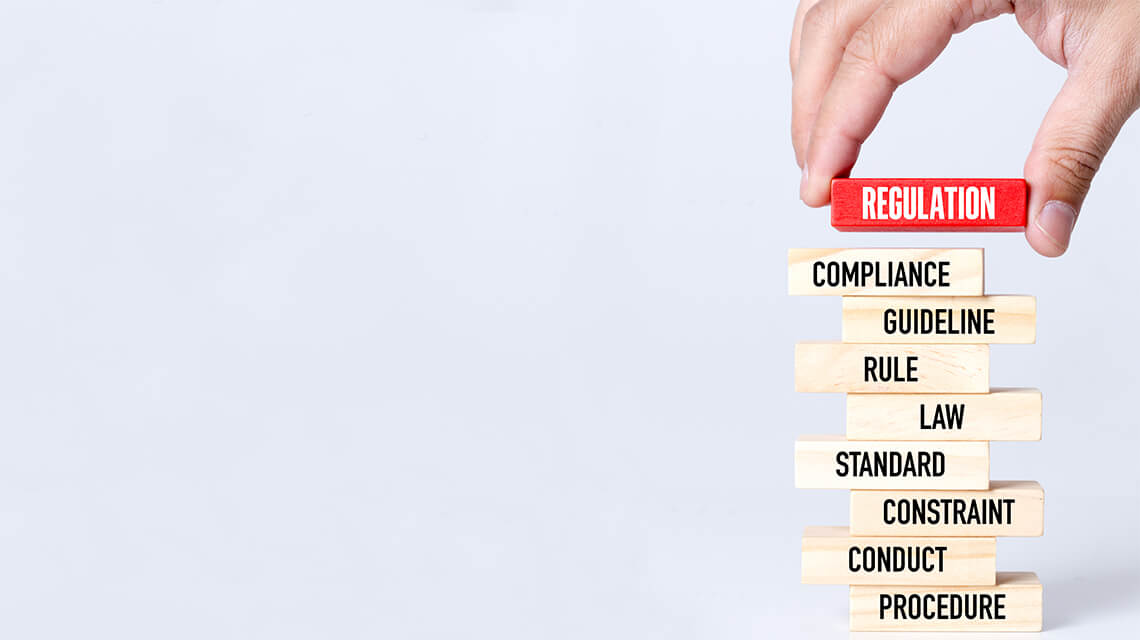 REGULATION
COMPLIANCE
GUIDELINE
RULE
LAW
STANDARD
CONSTRAINT
CONDUCT
PROCEDURE